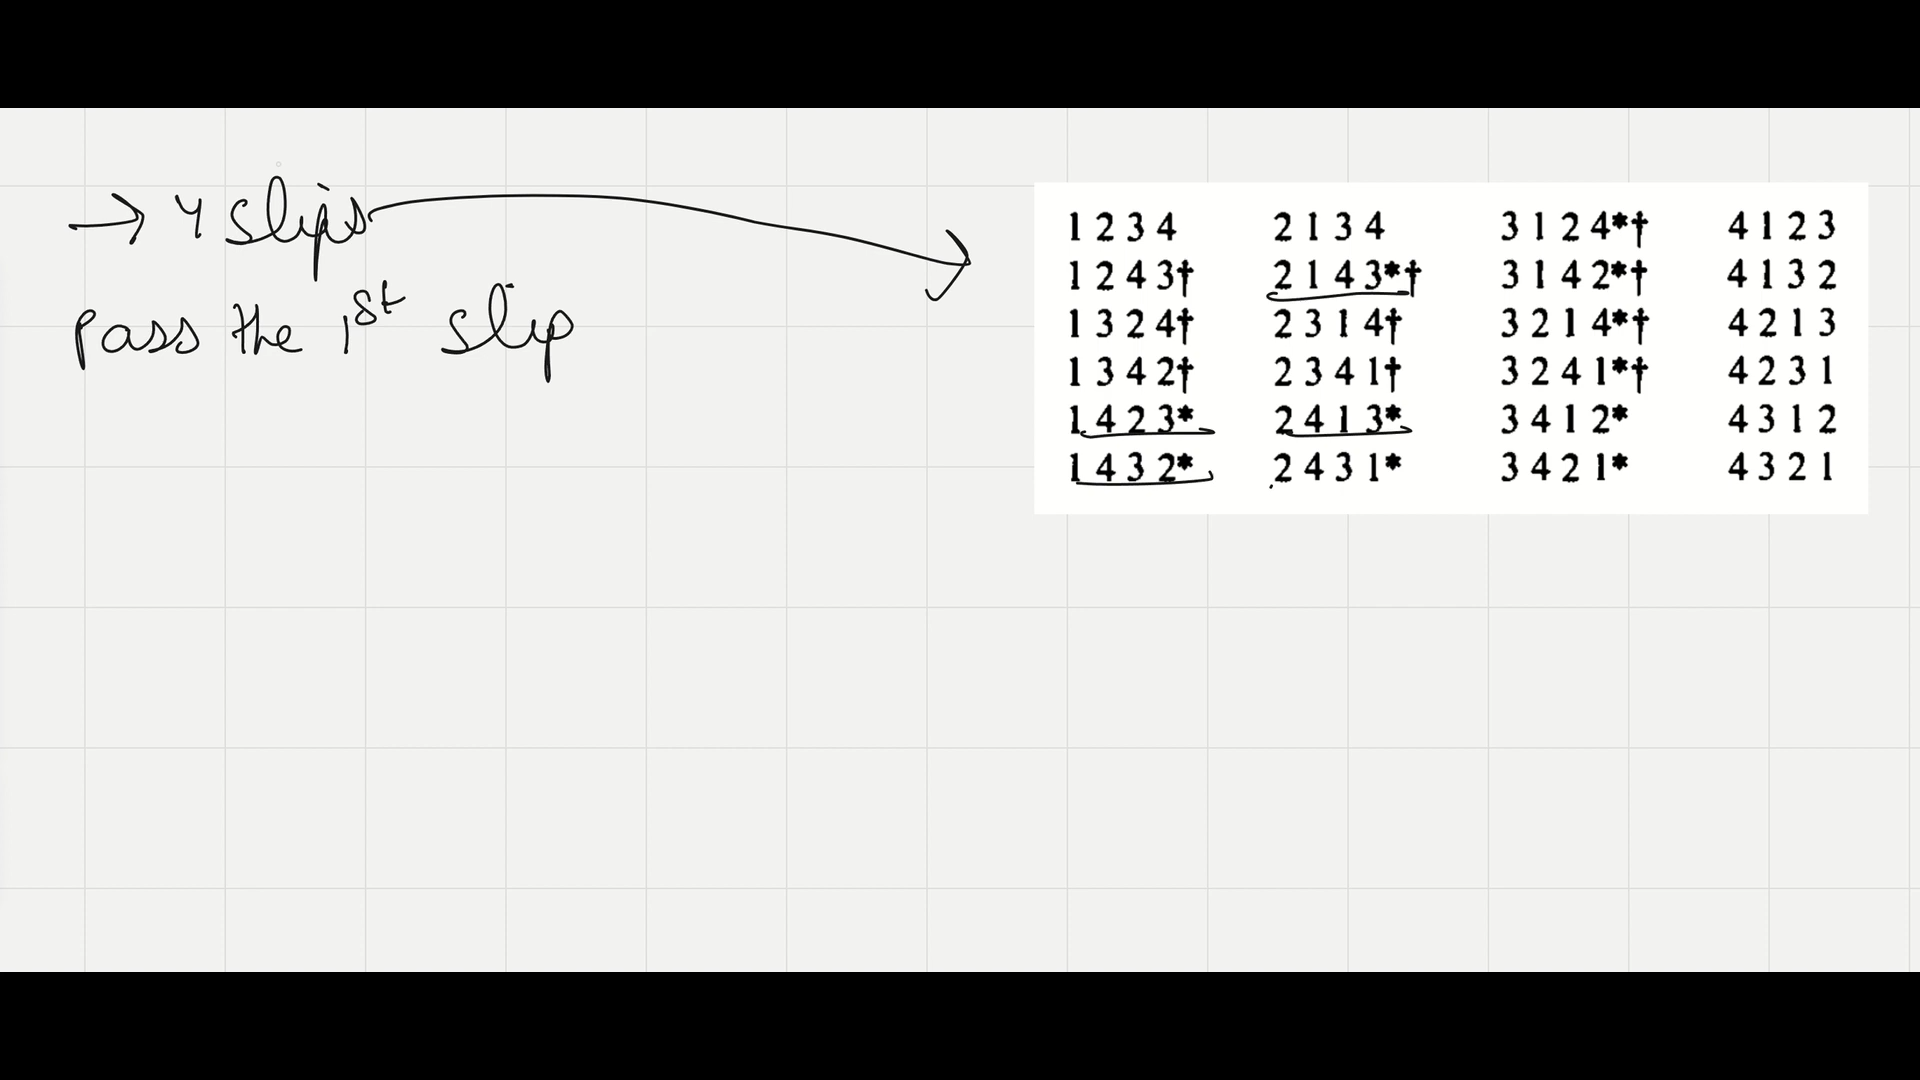 → 4 slips
pass the 1st slip
1 2 3 4 2 1 3 4 3 1 2 4*† 4 1 2 3
1 2 4 3† 2 1 4 3*† 3 1 4 2*† 4 1 3 2
1 3 2 4† 2 3 1 4† 3 2 1 4*† 4 2 1 3
1 3 4 2† 2 3 4 1† 3 2 4 1*† 4 2 3 1
1 4 2 3* 2 4 1 3* 3 4 1 2* 4 3 1 2
1 4 3 2* 2 4 3 1* 3 4 2 1* 4 3 2 1